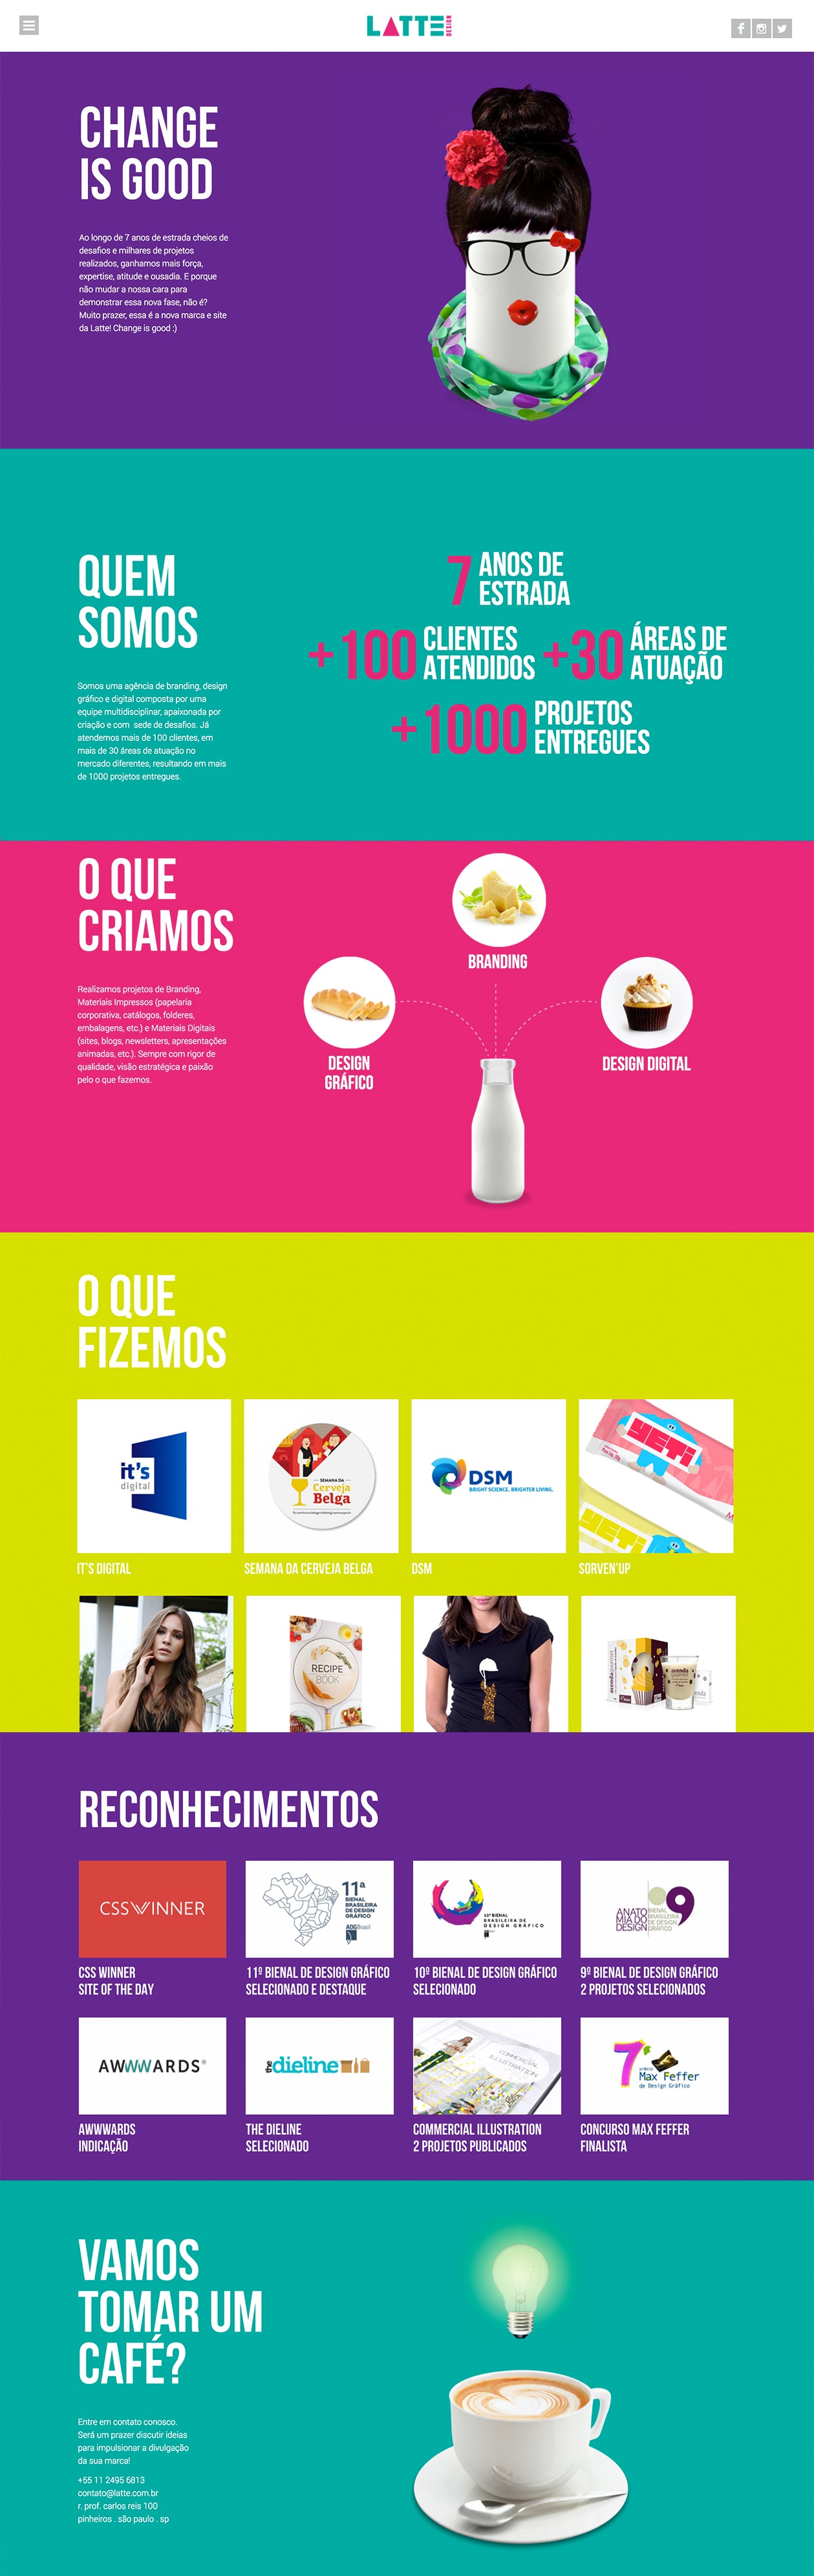 LATTE
DESIGN
CHANGE
IS GOOD
Ao longo de 7 anos de estrada cheios de
desafios e milhares de projetos
realizados, ganhamos mais força,
expertise, atitude e ousadia. E porque
não mudar a nossa cara para
demonstrar essa nova fase, não é?
Muito prazer, essa é a nova marca e site
da Latte! Change is good :)
QUEM
SOMOS
Somos uma agência de branding, design
gráfico e digital composta por uma
equipe multidisciplinar, apaixonada por
criação e com sede de desafios. Já
atendemos mais de 100 clientes, em
mais de 30 áreas de atuação no
mercado diferentes, resultando em mais
de 1000 projetos entregues.
7 ANOS DE
ESTRADA
+100 CLIENTES
ATENDIDOS
+30 ÁREAS DE
ATUAÇÃO
+1000 PROJETOS
ENTREGUES
O QUE
CRIAMOS
Realizamos projetos de Branding,
Materiais Impressos (papelaria
corporativa, catálogos, folderes,
embalagens, etc.) e Materiais Digitais
(sites, blogs, newsletters, apresentações
animadas, etc.). Sempre com rigor de
qualidade, visão estratégica e paixão
pelo o que fazemos.
BRANDING
DESIGN
GRÁFICO
DESIGN DIGITAL
O QUE
FIZEMOS
it's
digital
SEMANA DA
Cerveja
Belga
DSM
BRIGHT SCIENCE. BRIGHTER LIVING.
YETI
YETI
IT'S DIGITAL
SEMANA DA CERVEJA BELGA
DSM
SORVEN'UP
RECIPE
BOOK
RECONHECIMENTOS
CSSWINNER
11ª
BIENAL
BRASILEIRA
DE DESIGN
GRÁFICO
ADGBrasil
10ª BIENAL
BRASILEIRA DE
DESIGN GRÁFICO
ANATO
MIA DO
DESIGN
9
BIENAL
BRASILEIRA
DE DESIGN
GRÁFICO
CSS WINNER
SITE OF THE DAY
11º BIENAL DE DESIGN GRÁFICO
SELECIONADO E DESTAQUE
10º BIENAL DE DESIGN GRÁFICO
SELECIONADO
9º BIENAL DE DESIGN GRÁFICO
2 PROJETOS SELECIONADOS
AWWWARDS®
the dieline
COMMERCIAL
ILLUSTRATION
7
prêmio
Max Feffer
de Design Gráfico
AWWWARDS
INDICAÇÃO
THE DIELINE
SELECIONADO
COMMERCIAL ILLUSTRATION
2 PROJETOS PUBLICADOS
CONCURSO MAX FEFFER
FINALISTA
VAMOS
TOMAR UM
CAFÉ?
Entre em contato conosco.
Será um prazer discutir ideias
para impulsionar a divulgação
da sua marca!
+55 11 2495 6813
contato@latte.com.br
r. prof. carlos reis 100
pinheiros . são paulo . sp